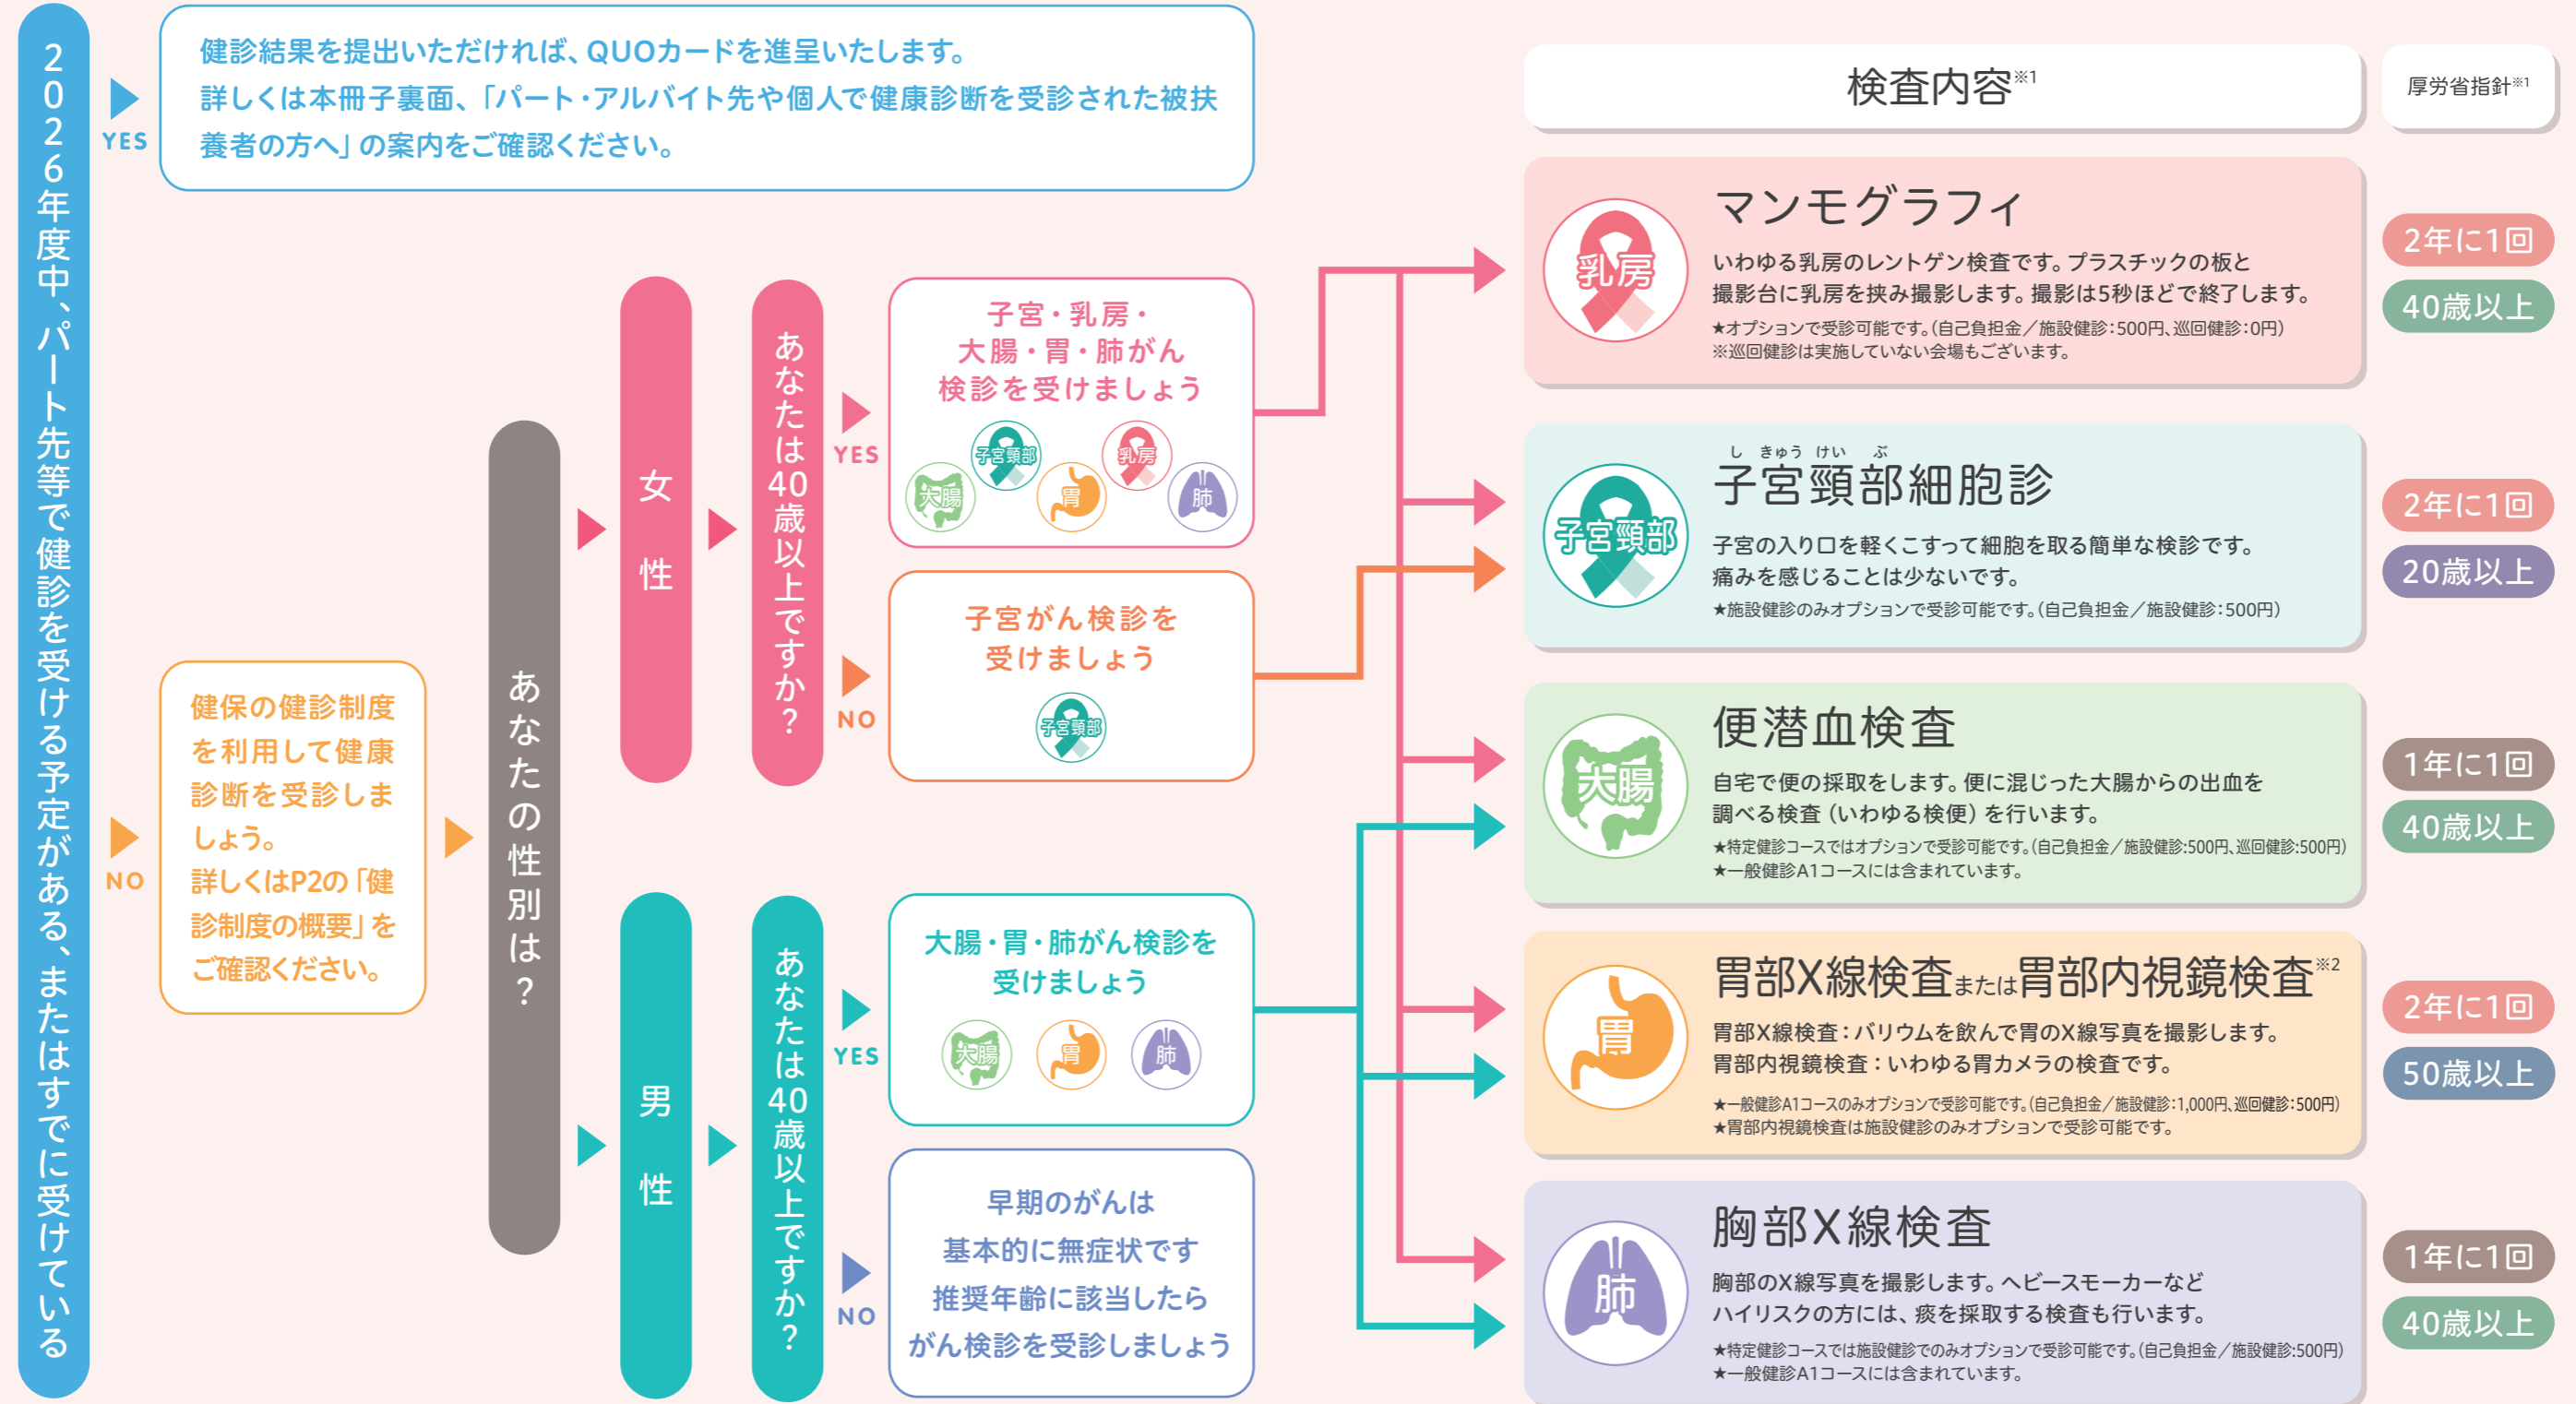 2026年度中、パート先等で健診を受ける予定がある、またはすでに受けている
YES
健診結果を提出いただければ、QUOカードを進呈いたします。
詳しくは本冊子裏面、「パート・アルバイト先や個人で健康診断を受診された被扶
養者の方へ」の案内をご確認ください。
NO
健保の健診制度
を利用して健康
診断を受診しま
しょう。
詳しくはP2の「健
診制度の概要」を
ご確認ください。
あなたの性別は？
女性
あなたは40歳以上ですか？
YES
子宮・乳房・
大腸・胃・肺がん
検診を受けましょう
大腸
子宮頸部
胃
乳房
肺
NO
子宮がん検診を
受けましょう
子宮頸部
男性
あなたは40歳以上ですか？
YES
大腸・胃・肺がん検診を
受けましょう
大腸
胃
肺
NO
早期のがんは
基本的に無症状です
推奨年齢に該当したら
がん検診を受診しましょう
検査内容※1
厚労省指針※1
乳房
マンモグラフィ
いわゆる乳房のレントゲン検査です。プラスチックの板と
撮影台に乳房を挟み撮影します。撮影は5秒ほどで終了します。
★オプションで受診可能です。（自己負担金／施設健診：500円、巡回健診：0円）
※巡回健診は実施していない会場もございます。
2年に1回
40歳以上
子宮頸部
し きゅう けい ぶ
子宮頸部細胞診
子宮の入り口を軽くこすって細胞を取る簡単な検診です。
痛みを感じることは少ないです。
★施設健診のみオプションで受診可能です。（自己負担金／施設健診：500円）
2年に1回
20歳以上
大腸
便潜血検査
自宅で便の採取をします。便に混じった大腸からの出血を
調べる検査（いわゆる検便）を行います。
★特定健診コースではオプションで受診可能です。（自己負担金／施設健診:500円、巡回健診:500円）
★一般健診A1コースには含まれています。
1年に1回
40歳以上
胃
胃部X線検査または胃部内視鏡検査※2
胃部X線検査：バリウムを飲んで胃のX線写真を撮影します。
胃部内視鏡検査：いわゆる胃カメラの検査です。
★一般健診A1コースのみオプションで受診可能です。（自己負担金／施設健診：1,000円、巡回健診：500円）
★胃部内視鏡検査は施設健診のみオプションで受診可能です。
2年に1回
50歳以上
肺
胸部X線検査
胸部のX線写真を撮影します。ヘビースモーカーなど
ハイリスクの方には、痰を採取する検査も行います。
★特定健診コースでは施設健診でのみオプションで受診可能です。（自己負担金／施設健診:500円）
★一般健診A1コースには含まれています。
1年に1回
40歳以上